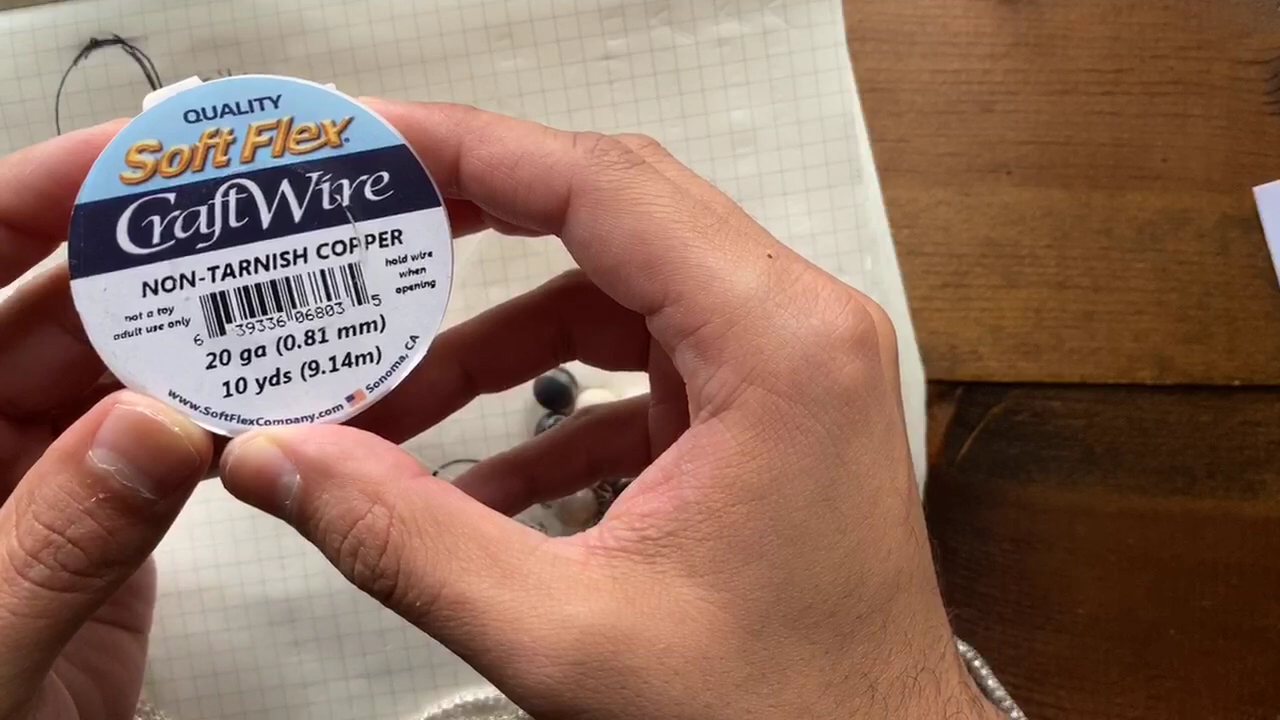 QUALITY
Soft Flex
CraftWire
NON-TARNISH COPPER
not a toy
adult use only
hold wire
when
opening
6 39336 06803 5
20 ga (0.81 mm)
10 yds (9.14m)
www.SoftFlexCompany.com Sonoma, CA